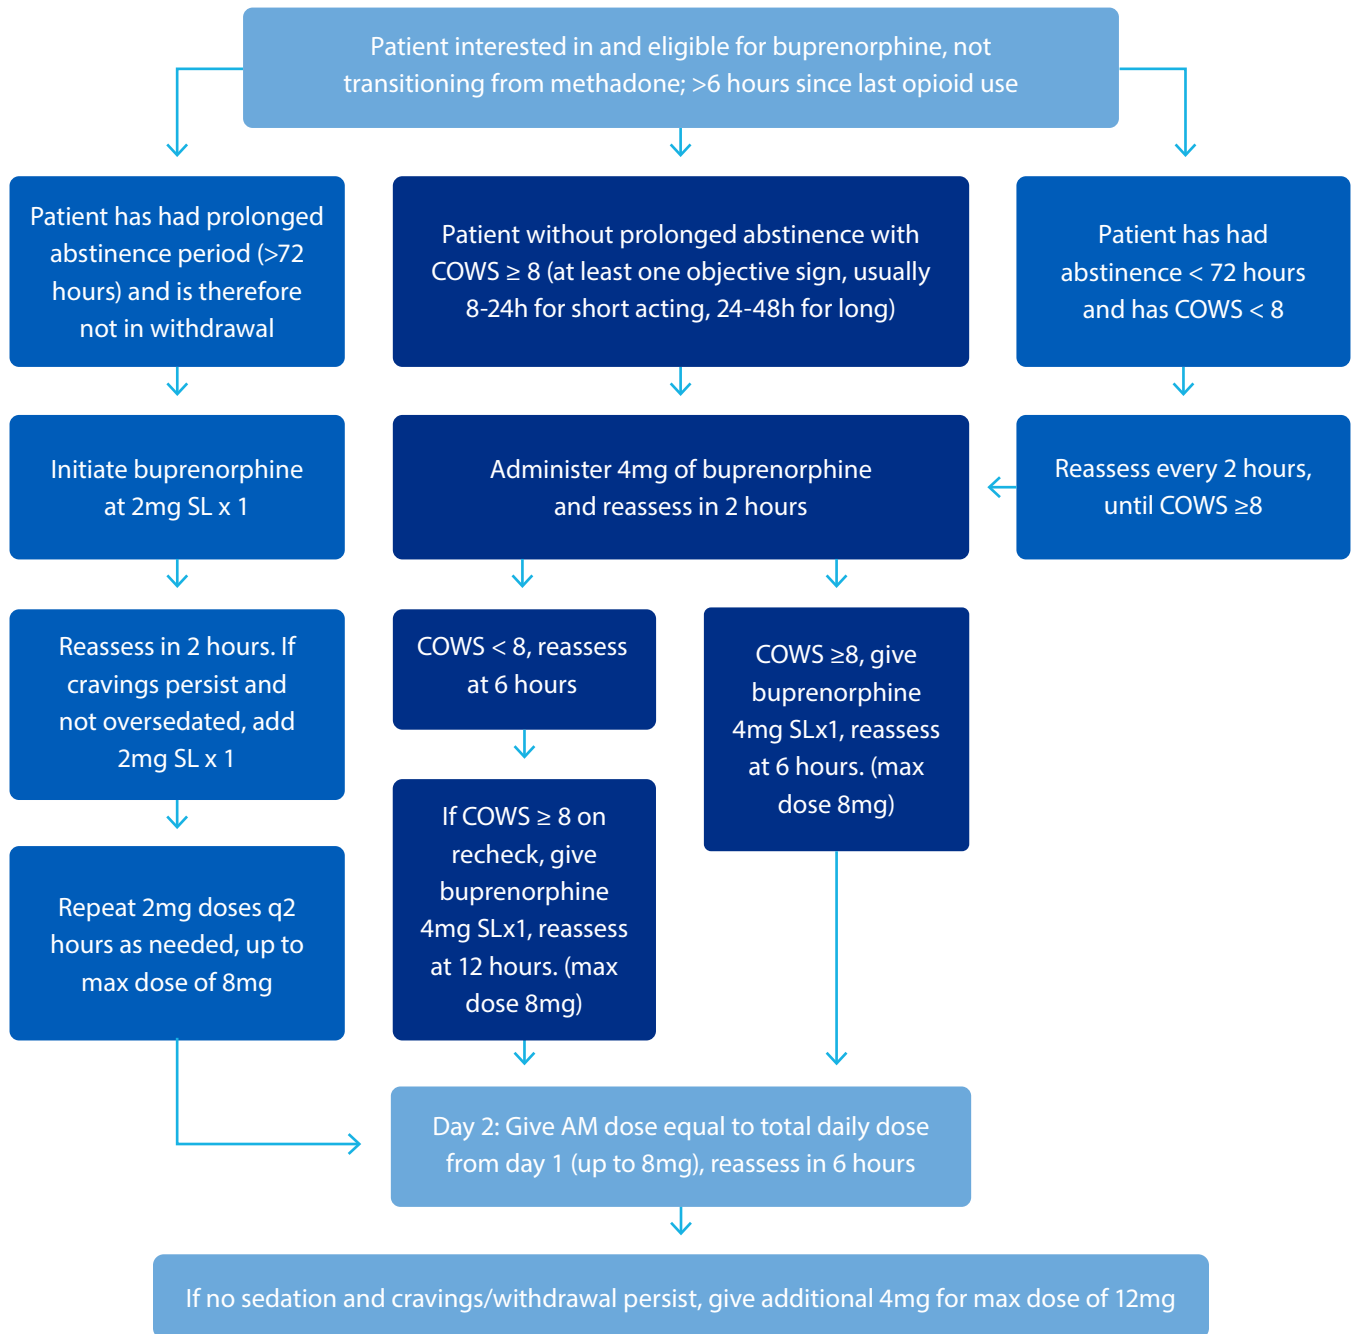 Patient interested in and eligible for buprenorphine, not
transitioning from methadone; >6 hours since last opioid use
Patient has had prolonged
abstinence period (>72
hours) and is therefore
not in withdrawal
Patient without prolonged abstinence with
COWS ≥ 8 (at least one objective sign, usually
8-24h for short acting, 24-48h for long)
Patient has had
abstinence < 72 hours
and has COWS < 8
Initiate buprenorphine
at 2mg SL x 1
Administer 4mg of buprenorphine
and reassess in 2 hours
Reassess every 2 hours,
until COWS ≥8
Reassess in 2 hours. If
cravings persist and
not oversedated, add
2mg SL x 1
COWS < 8, reassess
at 6 hours
COWS ≥8, give
buprenorphine
4mg SLx1, reassess
at 6 hours. (max
dose 8mg)
Repeat 2mg doses q2
hours as needed, up to
max dose of 8mg
If COWS ≥ 8 on
recheck, give
buprenorphine
4mg SLx1, reassess
at 12 hours. (max
dose 8mg)
Day 2: Give AM dose equal to total daily dose
from day 1 (up to 8mg), reassess in 6 hours
If no sedation and cravings/withdrawal persist, give additional 4mg for max dose of 12mg